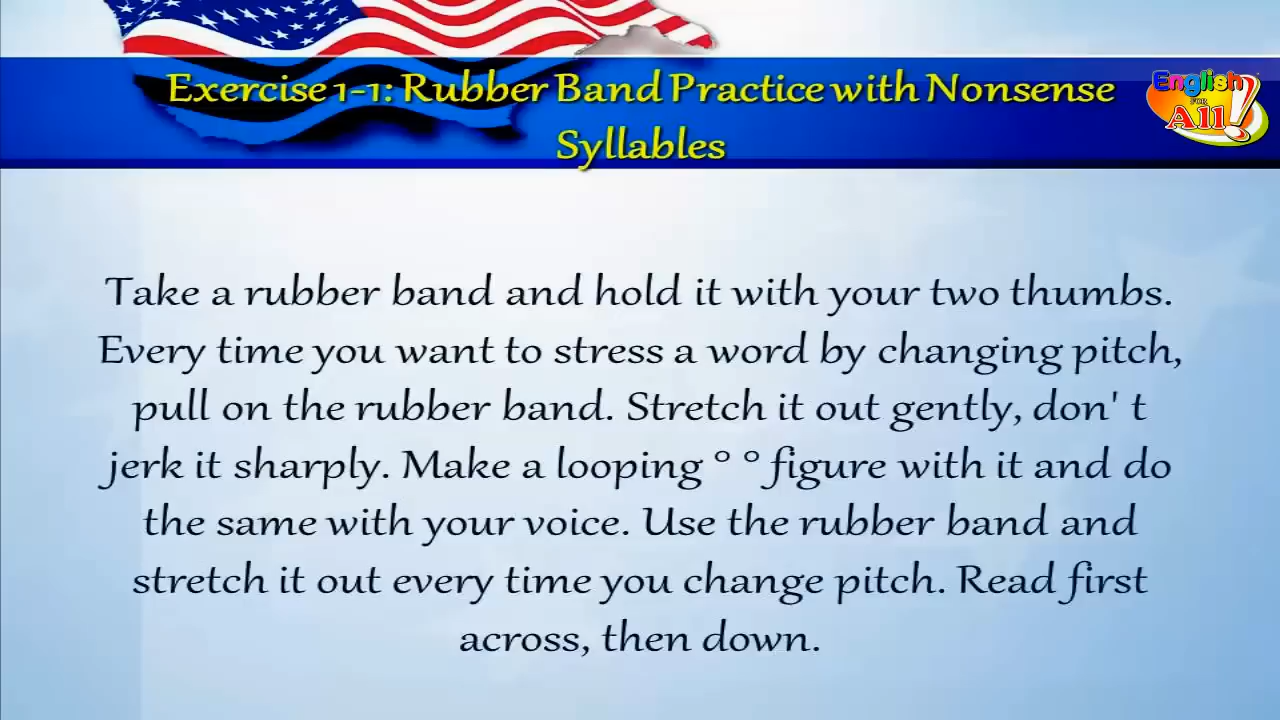 Exercise 1-1: Rubber Band Practice with Nonsense
Syllables
English
FOR
All!
Take a rubber band and hold it with your two thumbs.
Every time you want to stress a word by changing pitch,
pull on the rubber band. Stretch it out gently, don' t
jerk it sharply. Make a looping ° ° figure with it and do
the same with your voice. Use the rubber band and
stretch it out every time you change pitch. Read first
across, then down.